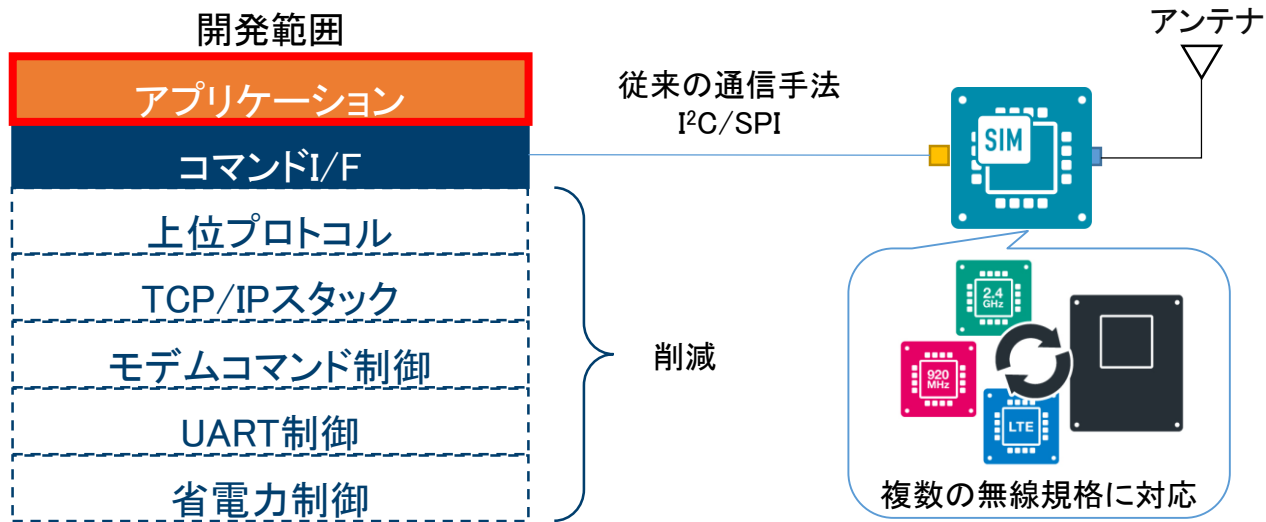 開発範囲
アプリケーション
コマンドI/F
上位プロトコル
TCP/IPスタック
モデムコマンド制御
UART制御
省電力制御
削減
従来の通信手法
I²C/SPI
アンテナ
SIM
2.4
GHz
920
MHz
LTE
複数の無線規格に対応